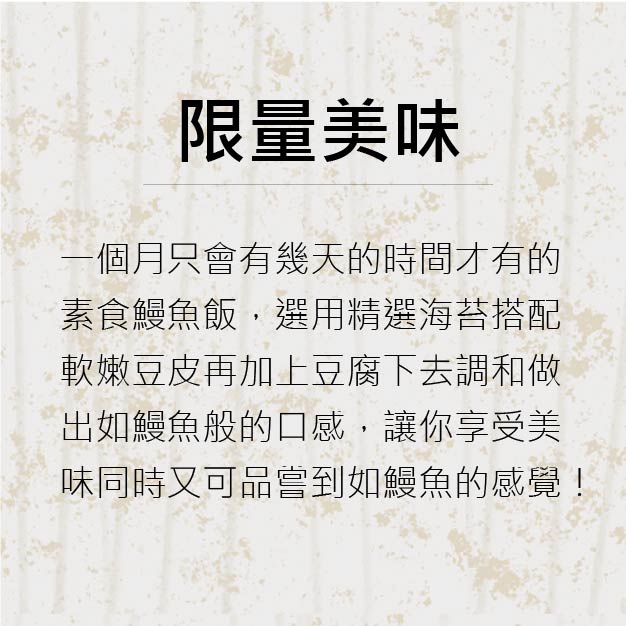 限量美味
一個月只會有幾天的時間才有的
素食鰻魚飯，選用精選海苔搭配
軟嫩豆皮再加上豆腐下去調和做
出如鰻魚般的口感，讓你享受美
味同時又可品嘗到如鰻魚的感覺！